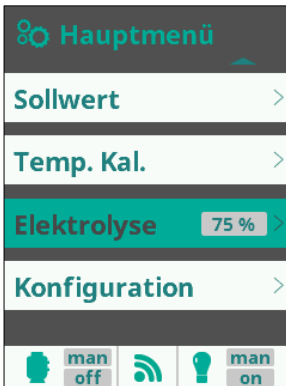 Hauptmenü
Sollwert
Temp. Kal.
Elektrolyse 75 %
Konfiguration
man man
off on